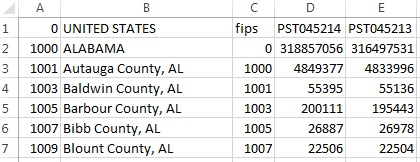 A B C D E
1 0 UNITED STATES fips PST045214 PST045213
2 1000 ALABAMA 0 318857056 316497531
3 1001 Autauga County, AL 1000 4849377 4833996
4 1003 Baldwin County, AL 1001 55395 55136
5 1005 Barbour County, AL 1003 200111 195443
6 1007 Bibb County, AL 1005 26887 26978
7 1009 Blount County, AL 1007 22506 22504